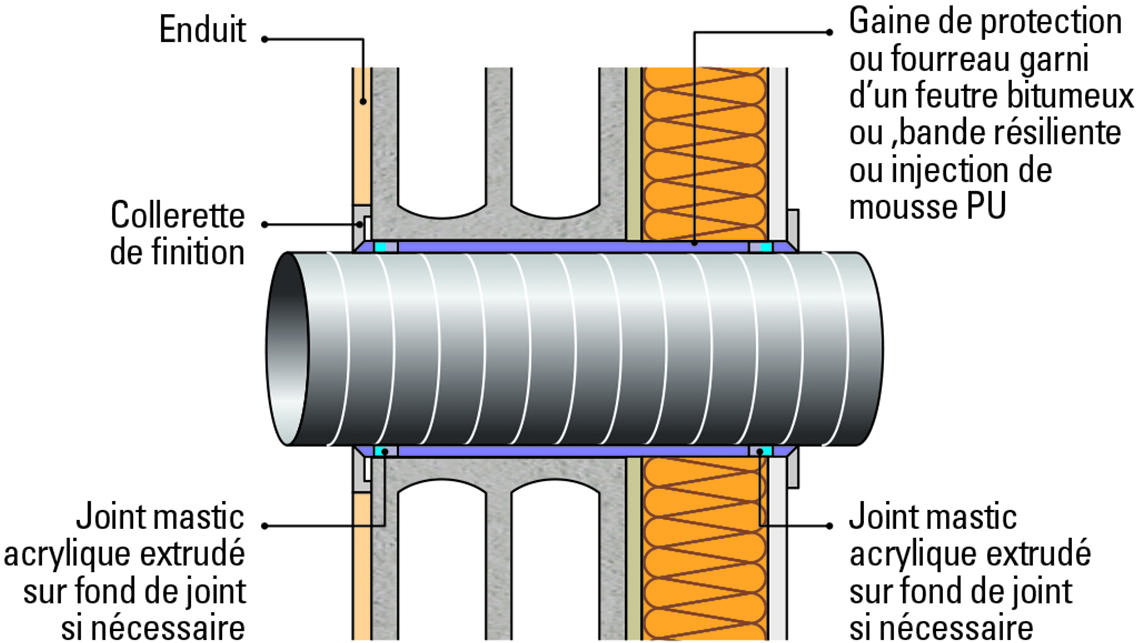 Enduit
Gaine de protection
ou fourreau garni
d'un feutre bitumeux
ou ,bande résiliente
ou injection de
mousse PU
Collerette
de finition
Joint mastic
acrylique extrudé
sur fond de joint
si nécessaire
Joint mastic
acrylique extrudé
sur fond de joint
si nécessaire